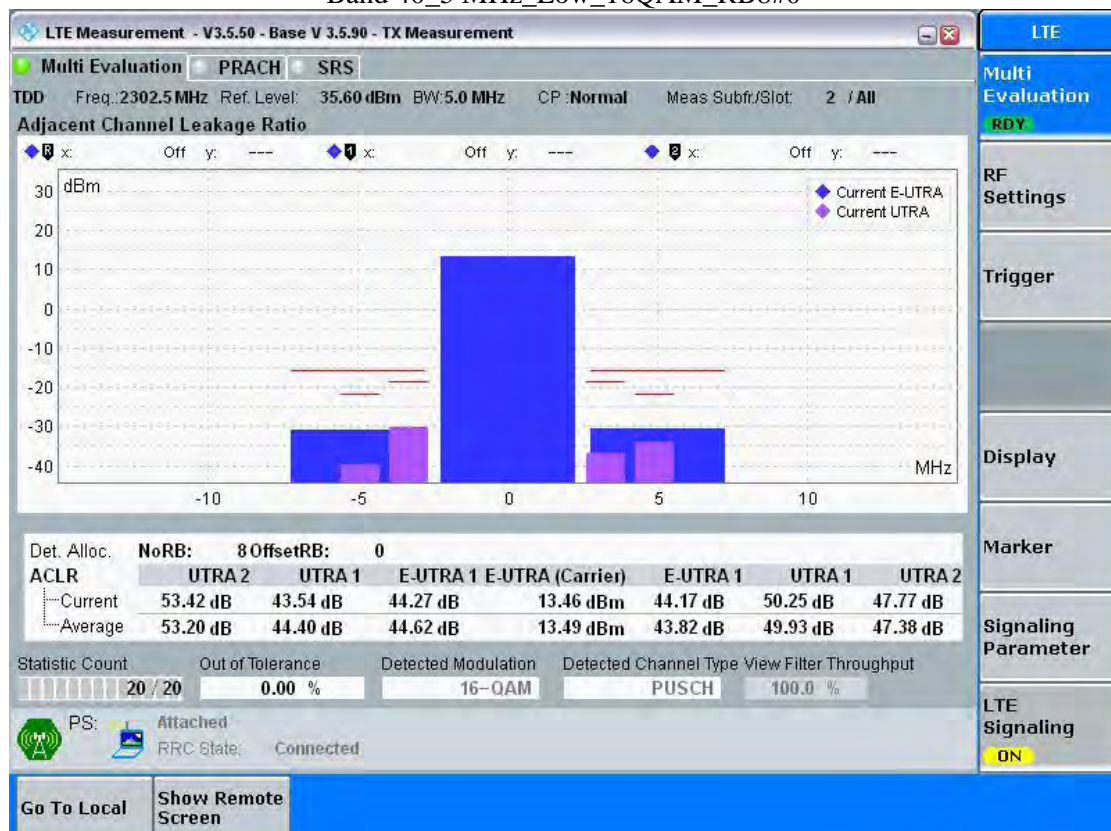 LTE Measurement - V3.5.50 - Base V 3.5.90 - TX Measurement
LTE
Multi Evaluation PRACH SRS
TDD Freq.:2302.5 MHz Ref. Level: 35.60 dBm BW:5.0 MHz CP :Normal Meas Subfr./Slot: 2 / All
Adjacent Channel Leakage Ratio
R x: Off y: --- 1 x: Off y: --- 2 x: Off y: ---
dBm
Current E-UTRA
Current UTRA
30
20
10
0
-10
-20
-30
-40
MHz
-10 -5 0 5 10
Det. Alloc. NoRB: 8 OffsetRB: 0
ACLR UTRA 2 UTRA 1 E-UTRA 1 E-UTRA (Carrier) E-UTRA 1 UTRA 1 UTRA 2
Current 53.42 dB 43.54 dB 44.27 dB 13.46 dBm 44.17 dB 50.25 dB 47.77 dB
Average 53.20 dB 44.40 dB 44.62 dB 13.49 dBm 43.82 dB 49.93 dB 47.38 dB
Statistic Count Out of Tolerance Detected Modulation Detected Channel Type View Filter Throughput
20 / 20 0.00 % 16-QAM PUSCH 100.0 %
PS: Attached
RRC State: Connected
Multi
Evaluation
RDY
RF
Settings
Trigger
Display
Marker
Signaling
Parameter
LTE
Signaling
ON
Go To Local
Show Remote
Screen